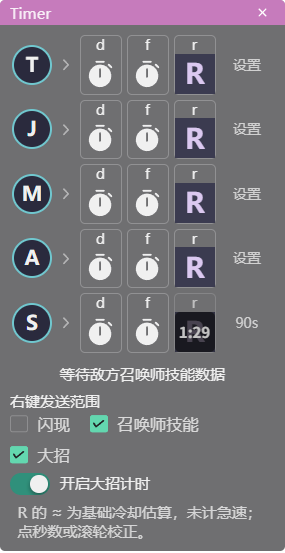 Timer ×
d f r
T > R 设置
d f r
J > R 设置
d f r
M > R 设置
d f r
A > R 设置
d f r
S > R 1:29 90s
等待敌方召唤师技能数据
右键发送范围
闪现 召唤师技能
大招
开启大招计时
R 的 ≈ 为基础冷却估算，未计急速；
点秒数或滚轮校正。